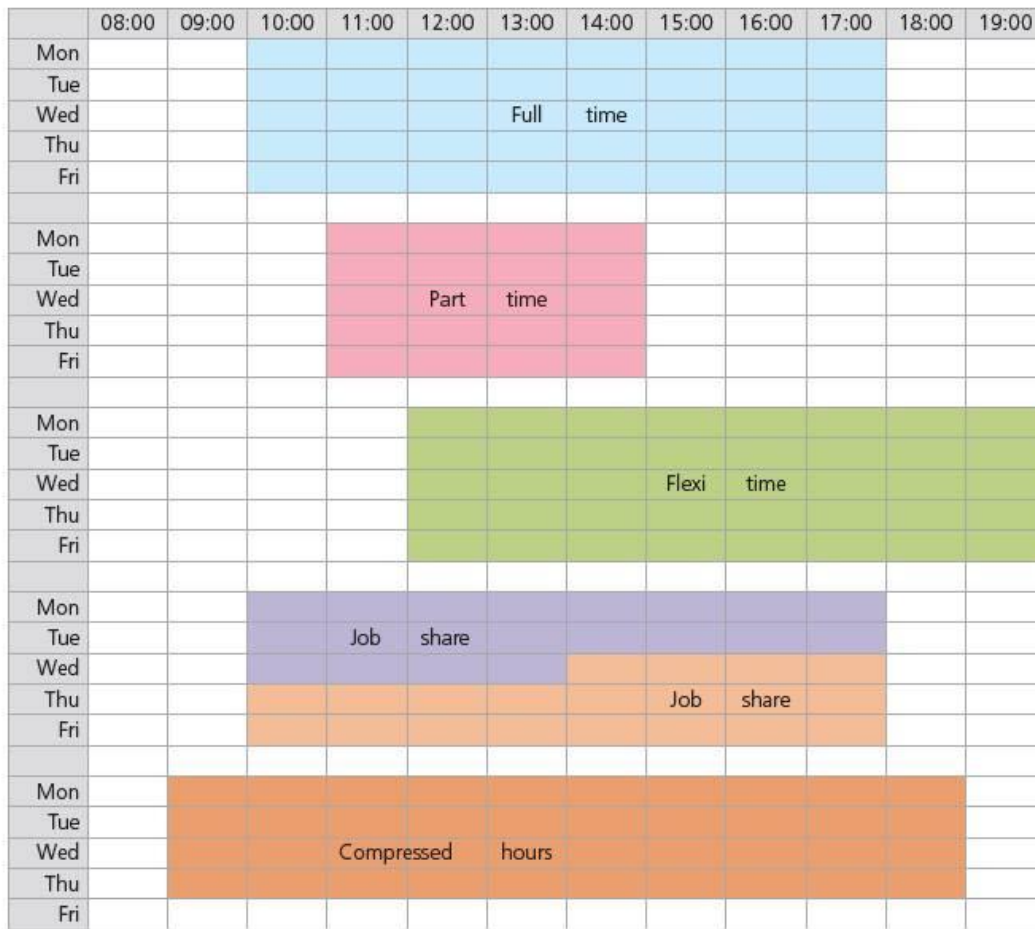 08:00 09:00 10:00 11:00 12:00 13:00 14:00 15:00 16:00 17:00 18:00 19:00
Mon
Tue
Wed Full time
Thu
Fri
Mon
Tue
Wed Part time
Thu
Fri
Mon
Tue
Wed Flexi time
Thu
Fri
Mon
Tue Job share
Wed
Thu Job share
Fri
Mon
Tue
Wed Compressed hours
Thu
Fri